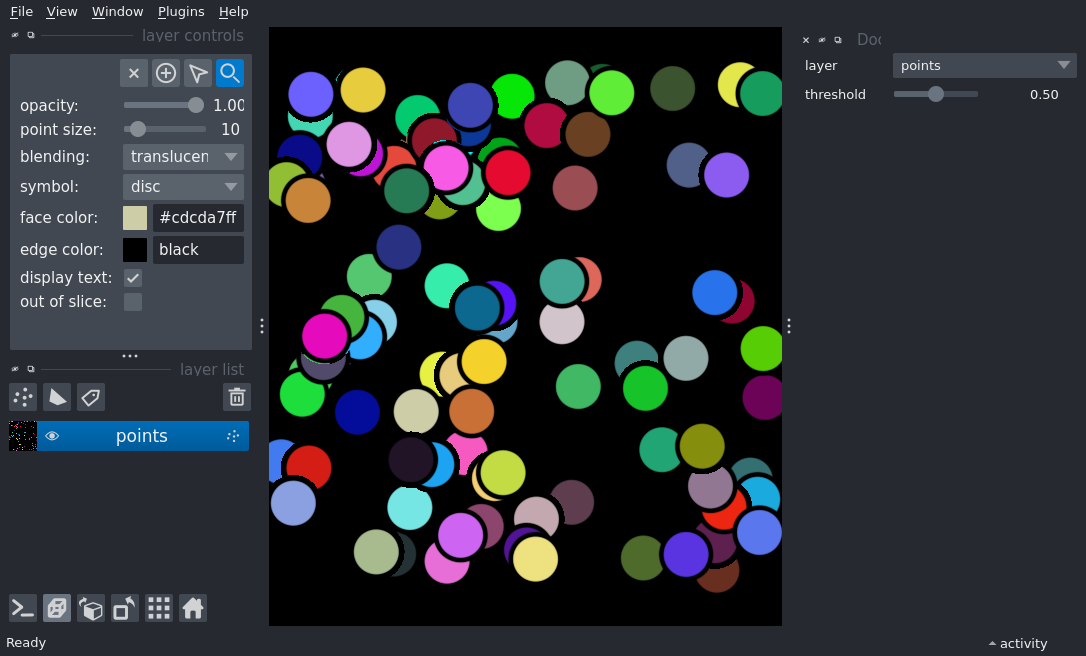 File View Window Plugins Help
layer controls
opacity: 1.00
point size: 10
blending: translucen
symbol: disc
face color: #cdcda7ff
edge color: black
display text:
out of slice:
layer list
points
Ready
Doc
layer points
threshold 0.50
activity